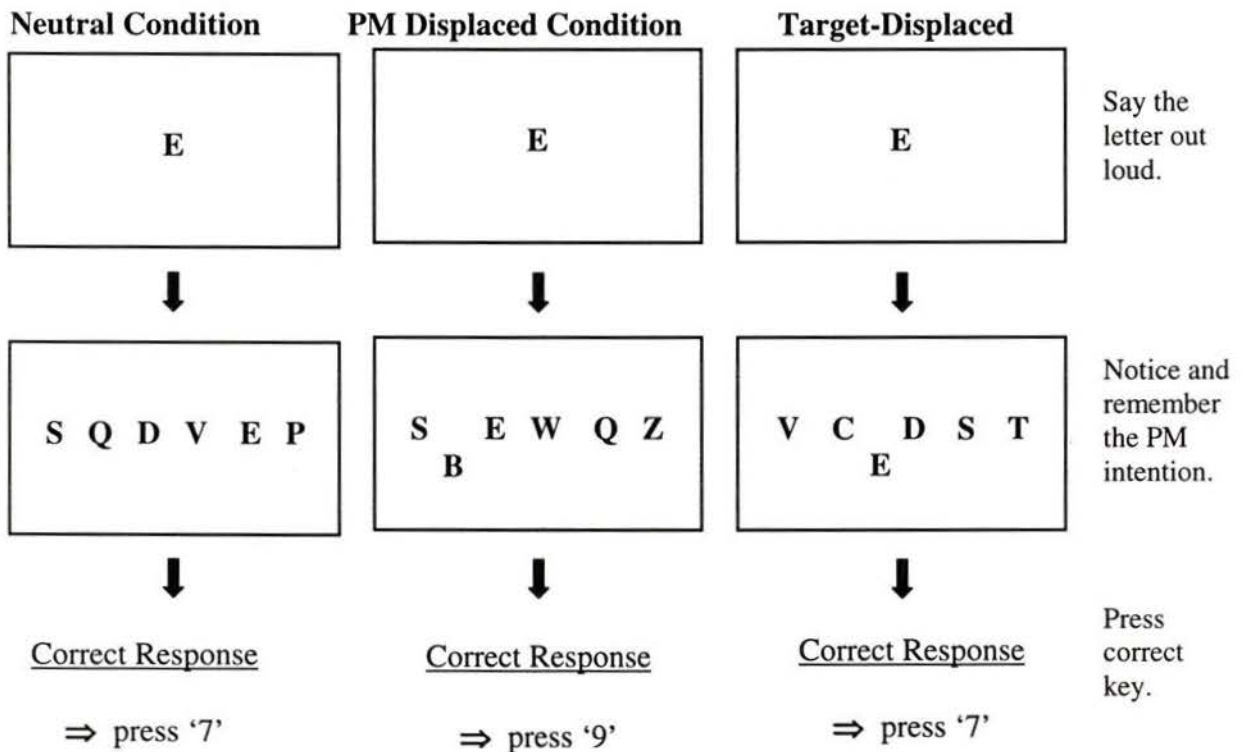 Neutral Condition PM Displaced Condition Target-Displaced
E E E
Say the
letter out
loud.
S Q D V E P
S E W Q Z
B
V C D S T
E
Notice and
remember
the PM
intention.
Correct Response Correct Response Correct Response
⇒ press ‘7’ ⇒ press ‘9’ ⇒ press ‘7’
Press
correct
key.